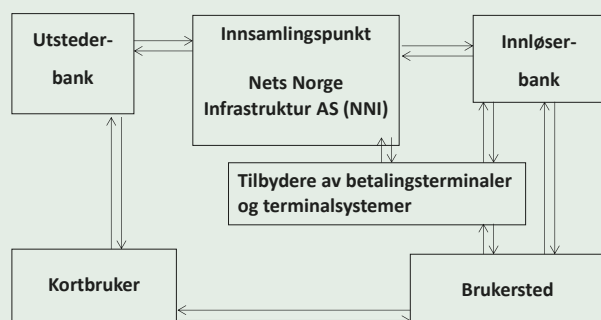 Utsteder-
bank
Innsamlingspunkt
Nets Norge
Infrastruktur AS (NNI)
Innløser-
bank
Tilbydere av betalingsterminaler
og terminalsystemer
Kortbruker
Brukersted